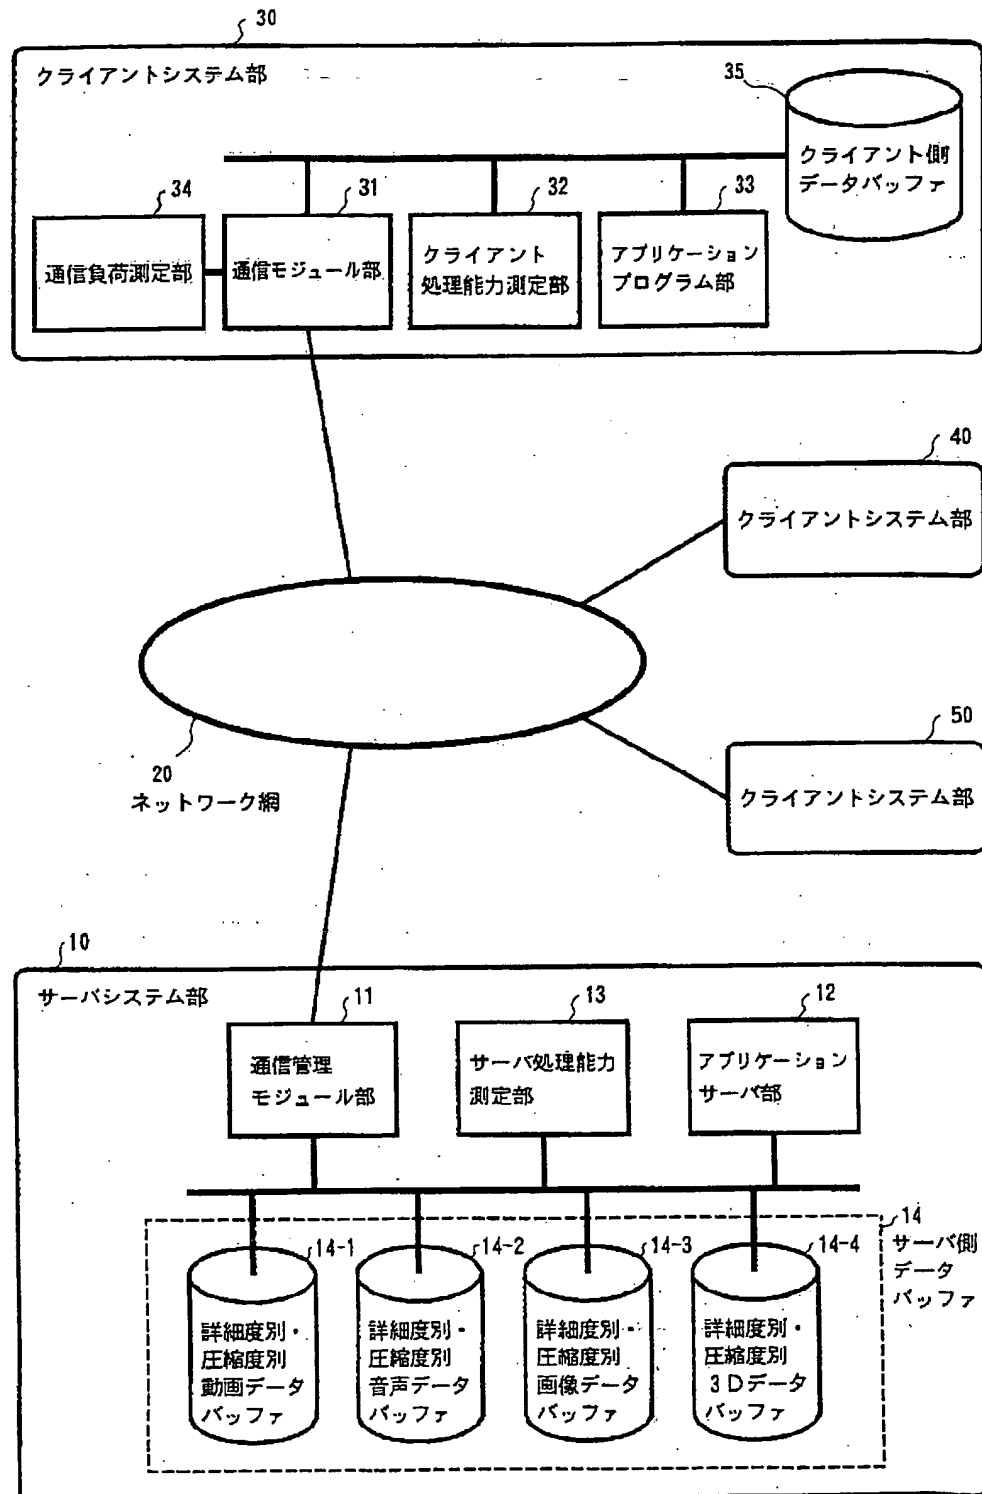 30
クライアントシステム部
35
クライアント側
データバッファ
34
31
32
33
通信負荷測定部
通信モジュール部
クライアント
処理能力測定部
アプリケーション
プログラム部
40
クライアントシステム部
50
クライアントシステム部
20
ネットワーク網
10
サーバシステム部
11
13
12
通信管理
モジュール部
サーバ処理能力
測定部
アプリケーション
サーバ部
14
サーバ側
データ
バッファ
14-1
14-2
14-3
14-4
詳細度別・
圧縮度別
動画データ
バッファ
詳細度別・
圧縮度別
音声データ
バッファ
詳細度別・
圧縮度別
画像データ
バッファ
詳細度別・
圧縮度別
3Dデータ
バッファ